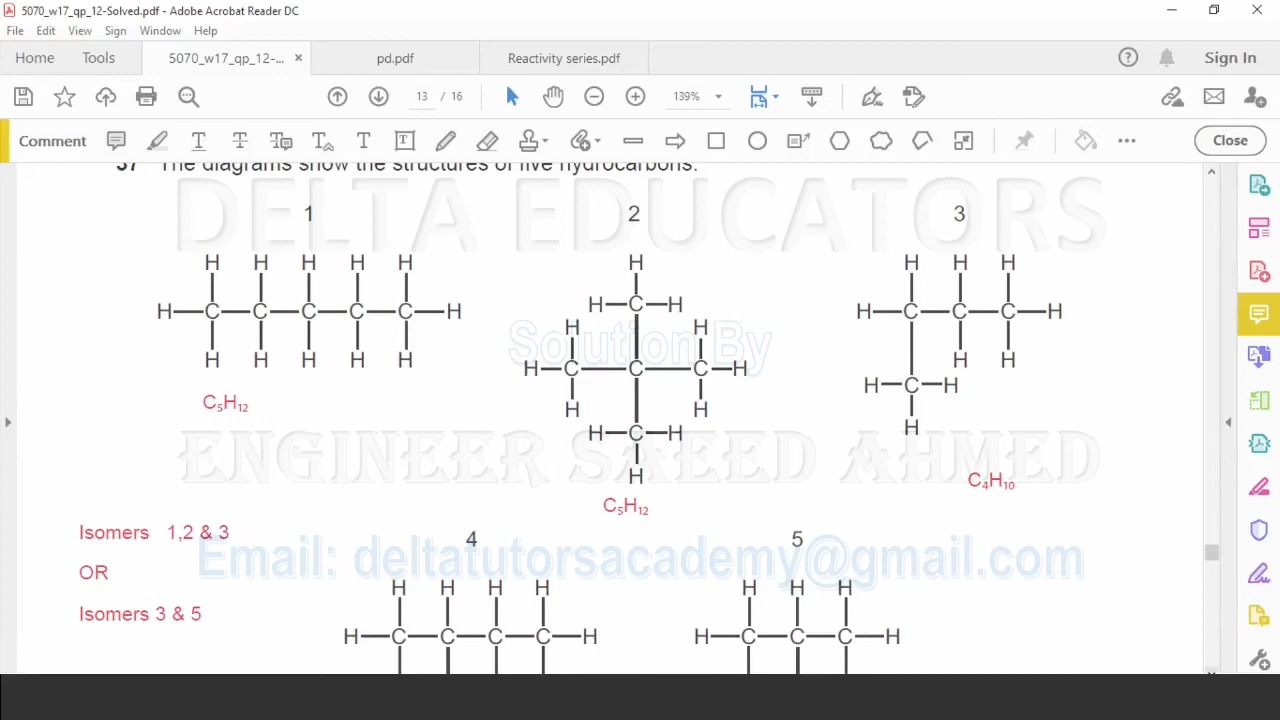 5070_w17_qp_12-Solved.pdf - Adobe Acrobat Reader DC
File Edit View Sign Window Help
Home Tools 5070_w17_qp_12-... × pd.pdf Reactivity series.pdf Sign In
13 / 16 139%
Comment Close
37 The diagrams show the structures of five hydrocarbons.
DELTA EDUCATORS
1 2 3
H H H H H
H C C C C C H
H H H H H
C₅H₁₂
H
H C H
H H
H C C C H
H H
H C H
H
C₅H₁₂
H H H
H C C C H
H H
H C H
H
C₄H₁₀
Solution By
ENGINEER SAEED AHMED
Isomers 1,2 & 3
OR
Isomers 3 & 5
Email: deltatutorsacademy@gmail.com
4 5
H H H H
H C C C C H
H H H
H C C C H